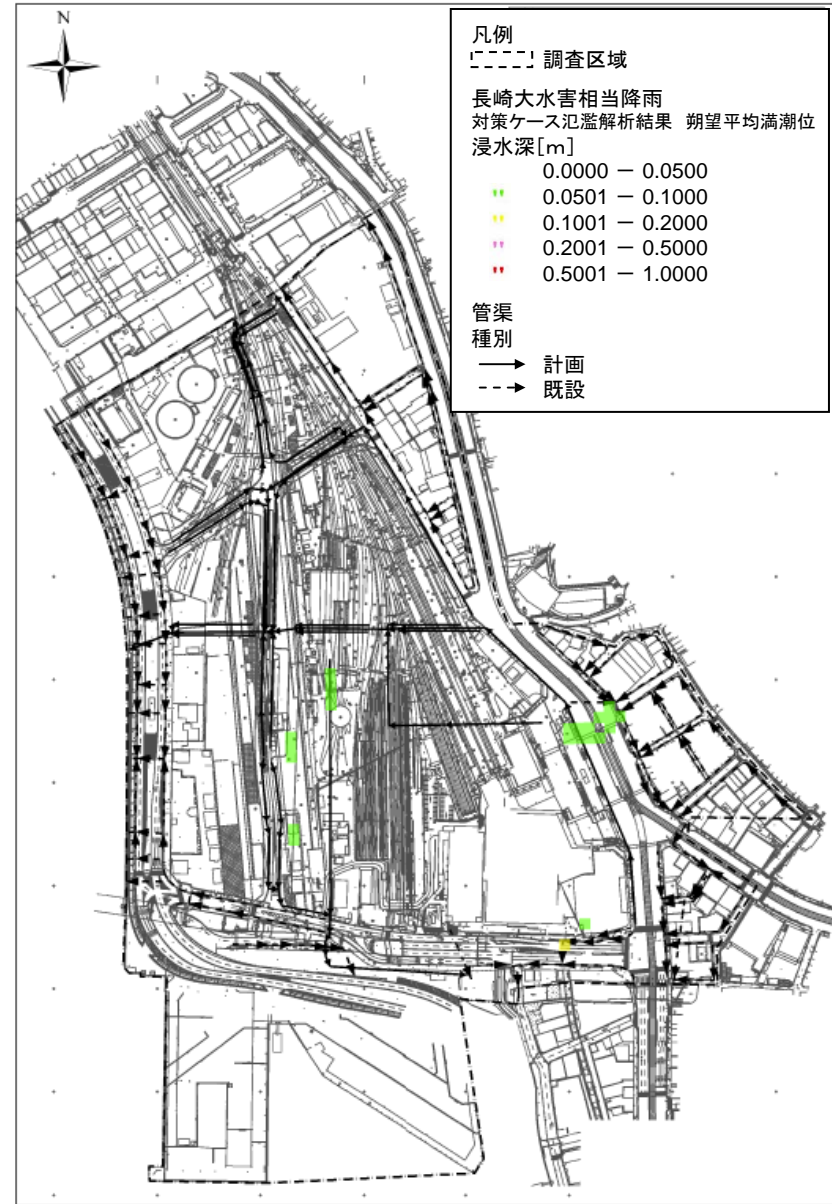 N
凡例
調査区域
長崎大水害相当降雨
対策ケース氾濫解析結果 朔望平均満潮位
浸水深[m]
0.0000 － 0.0500
0.0501 － 0.1000
0.1001 － 0.2000
0.2001 － 0.5000
0.5001 － 1.0000
管渠
種別
計画
既設